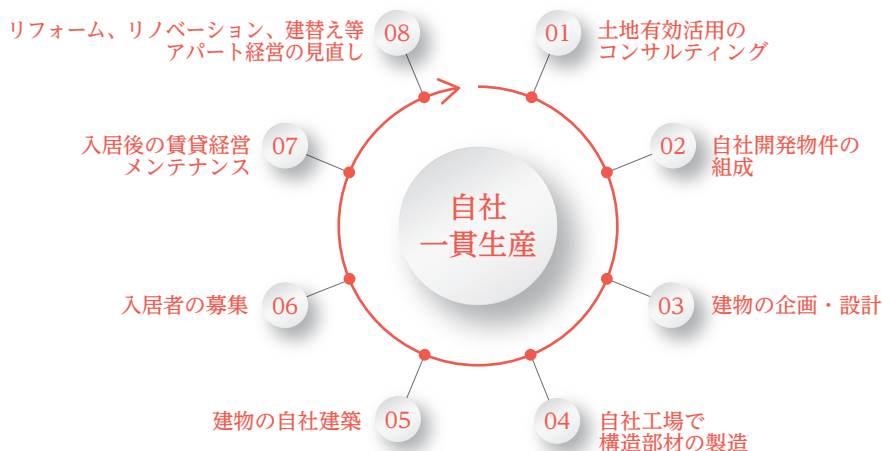 自社
一貫生産
01
土地有効活用の
コンサルティング
02
自社開発物件の
組成
03
建物の企画・設計
04
自社工場で
構造部材の製造
05
建物の自社建築
06
入居者の募集
07
入居後の賃貸経営
メンテナンス
08
リフォーム、リノベーション、建替え等
アパート経営の見直し